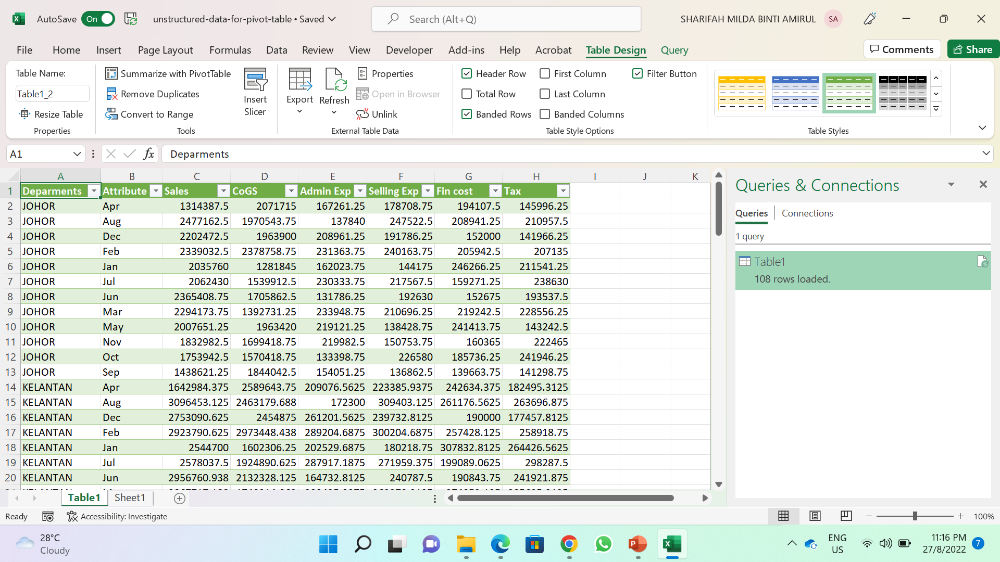 AutoSave On unstructured-data-for-pivot-table • Saved Search (Alt+Q) SHARIFAH MILDA BINTI AMIRUL SA
File Home Insert Page Layout Formulas Data Review View Developer Add-ins Help Acrobat Table Design Query Comments Share
Table Name:
Table1_2
Resize Table
Properties
Summarize with PivotTable
Remove Duplicates
Convert to Range
Tools
Insert
Slicer
Export
Refresh
Properties
Open in Browser
Unlink
External Table Data
Header Row First Column Filter Button
Total Row Last Column
Banded Rows Banded Columns
Table Style Options
Table Styles
A1 fx Deparments
A B C D E F G H I J K
1 Deparments Attribute Sales CoGS Admin Exp Selling Exp Fin cost Tax
2 JOHOR Apr 1314387.5 2071715 167261.25 178708.75 194107.5 145996.25
3 JOHOR Aug 2477162.5 1970543.75 137840 247522.5 208941.25 210957.5
4 JOHOR Dec 2202472.5 1963900 208961.25 191786.25 152000 141966.25
5 JOHOR Feb 2339032.5 2378758.75 231363.75 240163.75 205942.5 207135
6 JOHOR Jan 2035760 1281845 162023.75 144175 246266.25 211541.25
7 JOHOR Jul 2062430 1539912.5 230333.75 217567.5 159271.25 238630
8 JOHOR Jun 2365408.75 1705862.5 131786.25 192630 152675 193537.5
9 JOHOR Mar 2294173.75 1392731.25 233948.75 210696.25 219242.5 228556.25
10 JOHOR May 2007651.25 1963420 219121.25 138428.75 241413.75 143242.5
11 JOHOR Nov 1832982.5 1699418.75 219982.5 150753.75 160365 222465
12 JOHOR Oct 1753942.5 1570418.75 133398.75 226580 185736.25 241946.25
13 JOHOR Sep 1438621.25 1844042.5 154051.25 136862.5 139663.75 141298.75
14 KELANTAN Apr 1642984.375 2589643.75 209076.5625 223385.9375 242634.375 182495.3125
15 KELANTAN Aug 3096453.125 2463179.688 172300 309403.125 261176.5625 263696.875
16 KELANTAN Dec 2753090.625 2454875 261201.5625 239732.8125 190000 177457.8125
17 KELANTAN Feb 2923790.625 2973448.438 289204.6875 300204.6875 257428.125 258918.75
18 KELANTAN Jan 2544700 1602306.25 202529.6875 180218.75 307832.8125 264426.5625
19 KELANTAN Jul 2578037.5 1924890.625 287917.1875 271959.375 199089.0625 298287.5
20 KELANTAN Jun 2956760.938 2132328.125 164732.8125 240787.5 190843.75 241921.875
Queries & Connections
Queries Connections
1 query
Table1
108 rows loaded.
Table1 Sheet1
Ready Accessibility: Investigate 100%
28°C
Cloudy
ENG
US
11:16 PM
27/8/2022
7